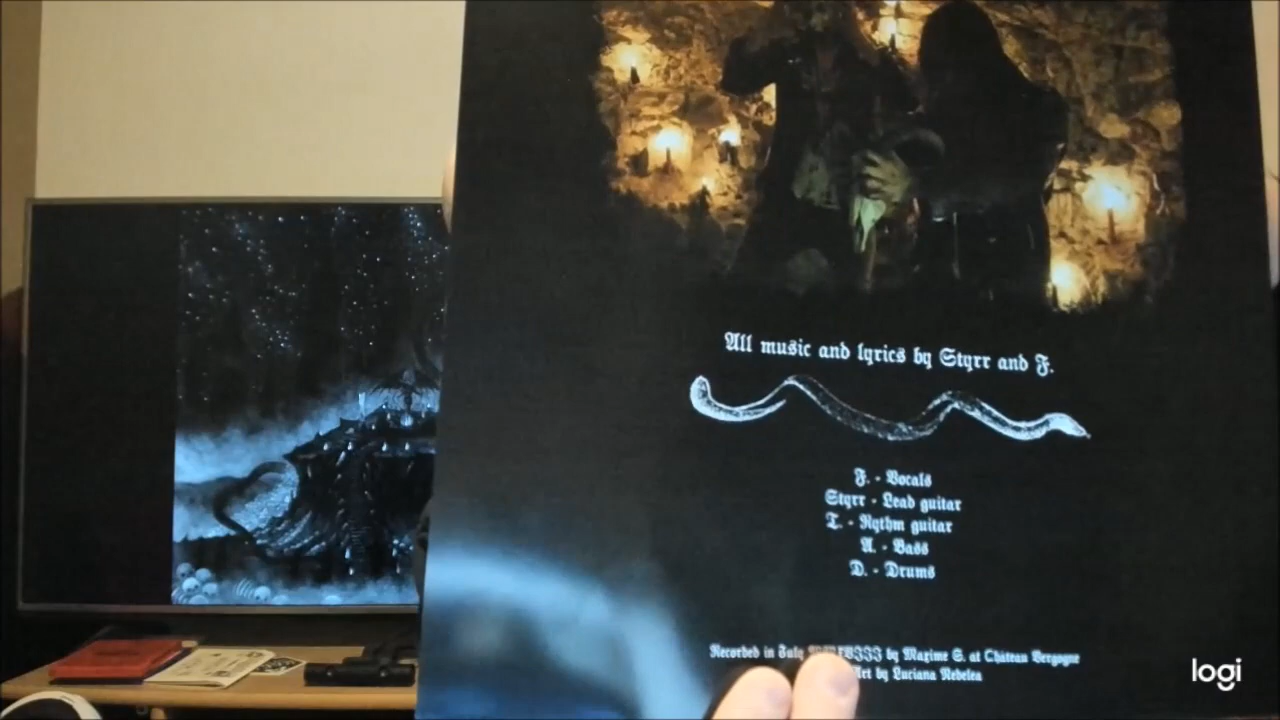 All music and lyrics by Styrr and F.
F. - Vocals
Styrr - Lead guitar
T. - Rythm guitar
A. - Bass
D. - Drums
Recorded in July by Maxime S. at Château Vergogne
Art by Luciana Nedelea
logi